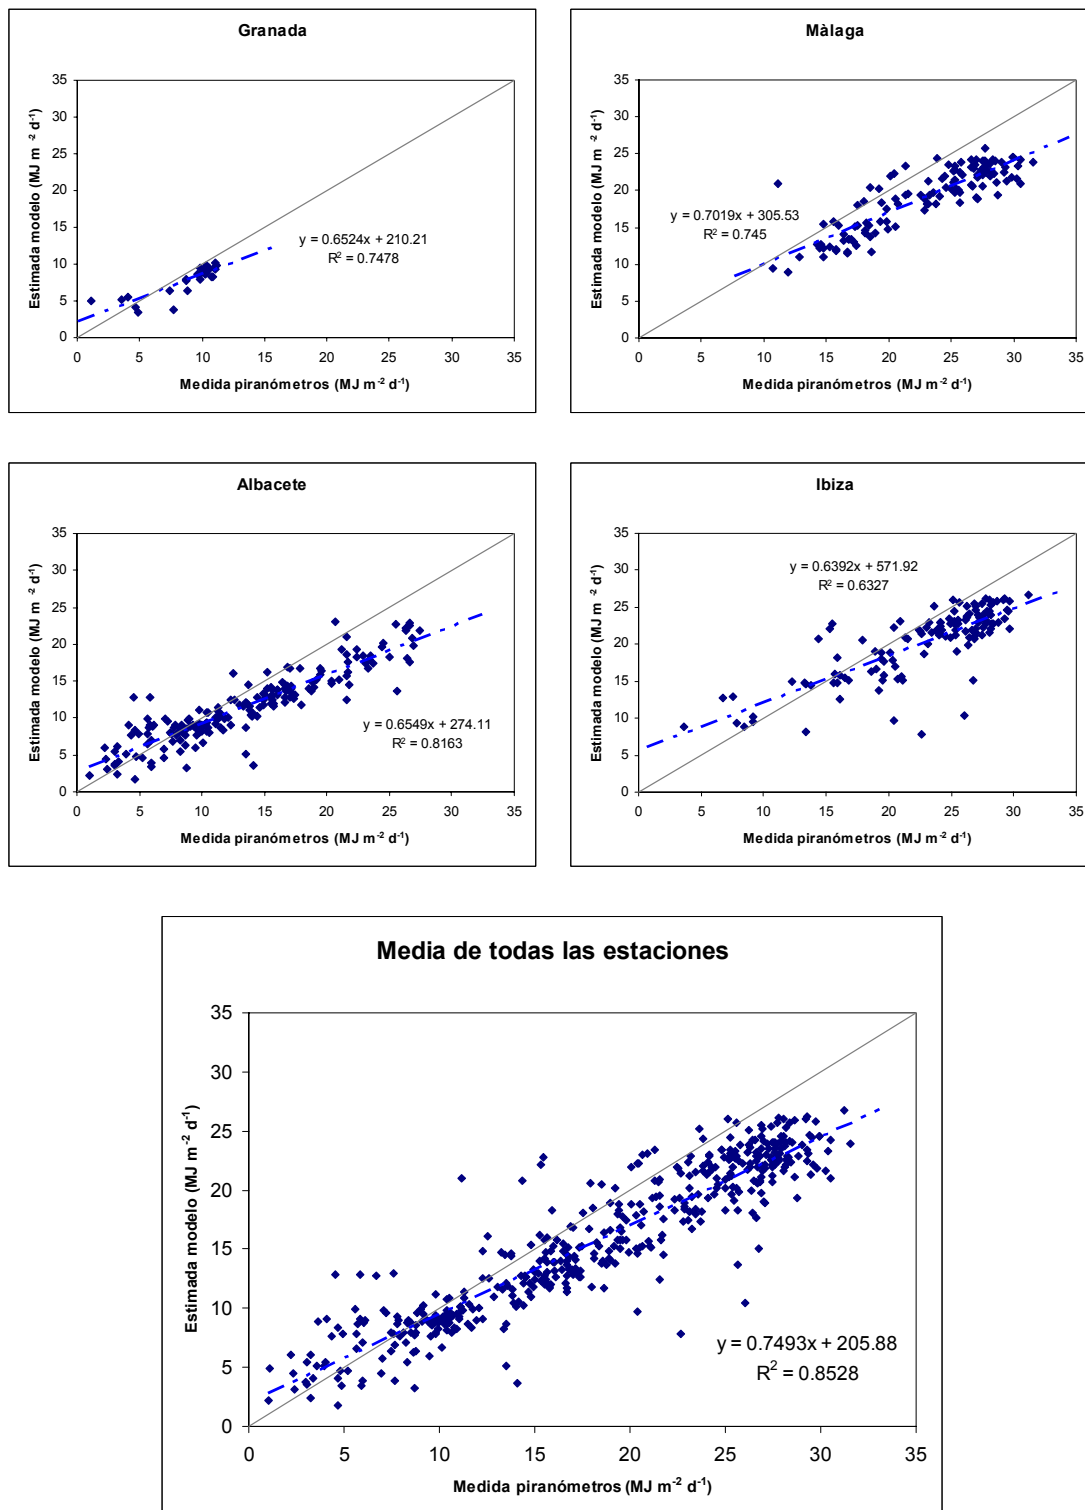 Granada
35
30
25
20
15
10
5
0
0 5 10 15 20 25 30 35
Estimada modelo (MJ m⁻² d⁻¹)
y = 0.6524x + 210.21
R² = 0.7478
Medida piranómetros (MJ m⁻² d⁻¹)
Màlaga
35
30
25
20
15
10
5
0
0 5 10 15 20 25 30 35
Estimada modelo (MJ m⁻² d⁻¹)
y = 0.7019x + 305.53
R² = 0.745
Medida piranómetros (MJ m⁻² d⁻¹)
Albacete
35
30
25
20
15
10
5
0
0 5 10 15 20 25 30 35
Estimada modelo (MJ m⁻² d⁻¹)
y = 0.6549x + 274.11
R² = 0.8163
Medida piranómetros (MJ m⁻² d⁻¹)
Ibiza
35
30
25
20
15
10
5
0
0 5 10 15 20 25 30 35
Estimada modelo (MJ m⁻² d⁻¹)
y = 0.6392x + 571.92
R² = 0.6327
Medida piranómetros (MJ m⁻² d⁻¹)
Media de todas las estaciones
35
30
25
20
15
10
5
0
0 5 10 15 20 25 30 35
Estimada modelo (MJ m⁻² d⁻¹)
y = 0.7493x + 205.88
R² = 0.8528
Medida piranómetros (MJ m⁻² d⁻¹)